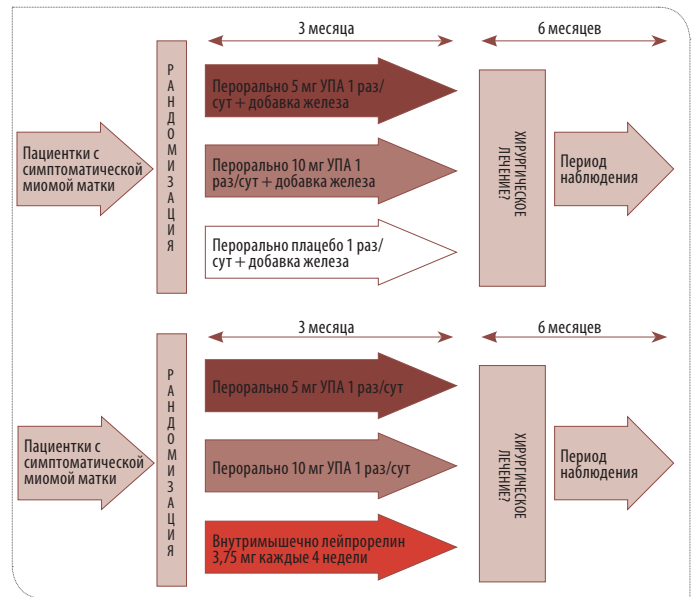 3 месяца
6 месяцев
Пациентки с
симптоматической
миомой матки
РАНДОМИЗАЦИЯ
Перорально 5 мг УПА 1 раз/
сут + добавка железа
Перорально 10 мг УПА 1
раз/сут + добавка железа
Перорально плацебо 1 раз/
сут + добавка железа
ХИРУРГИЧЕСКОЕ
ЛЕЧЕНИЕ?
Период
наблюдения
3 месяца
6 месяцев
Пациентки с
симптоматической
миомой матки
РАНДОМИЗАЦИЯ
Перорально 5 мг УПА 1 раз/сут
Перорально 10 мг УПА 1 раз/сут
Внутримышечно лейпрорелин
3,75 мг каждые 4 недели
ХИРУРГИЧЕСКОЕ
ЛЕЧЕНИЕ?
Период
наблюдения